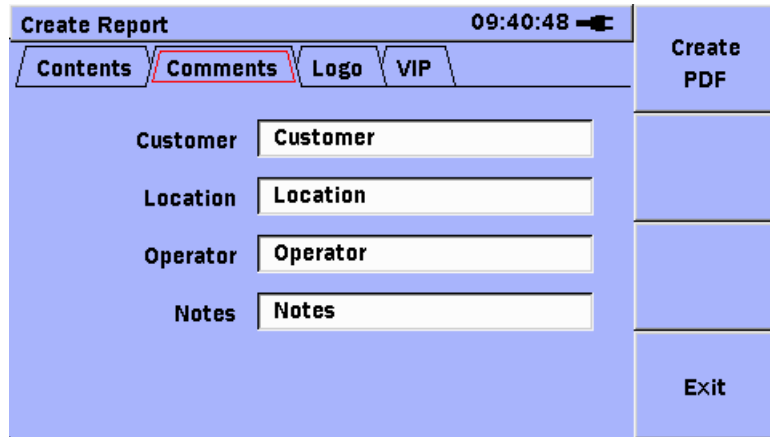 Create Report 09:40:48
Contents Comments Logo VIP
Customer Customer
Location Location
Operator Operator
Notes Notes
Create
PDF
Exit